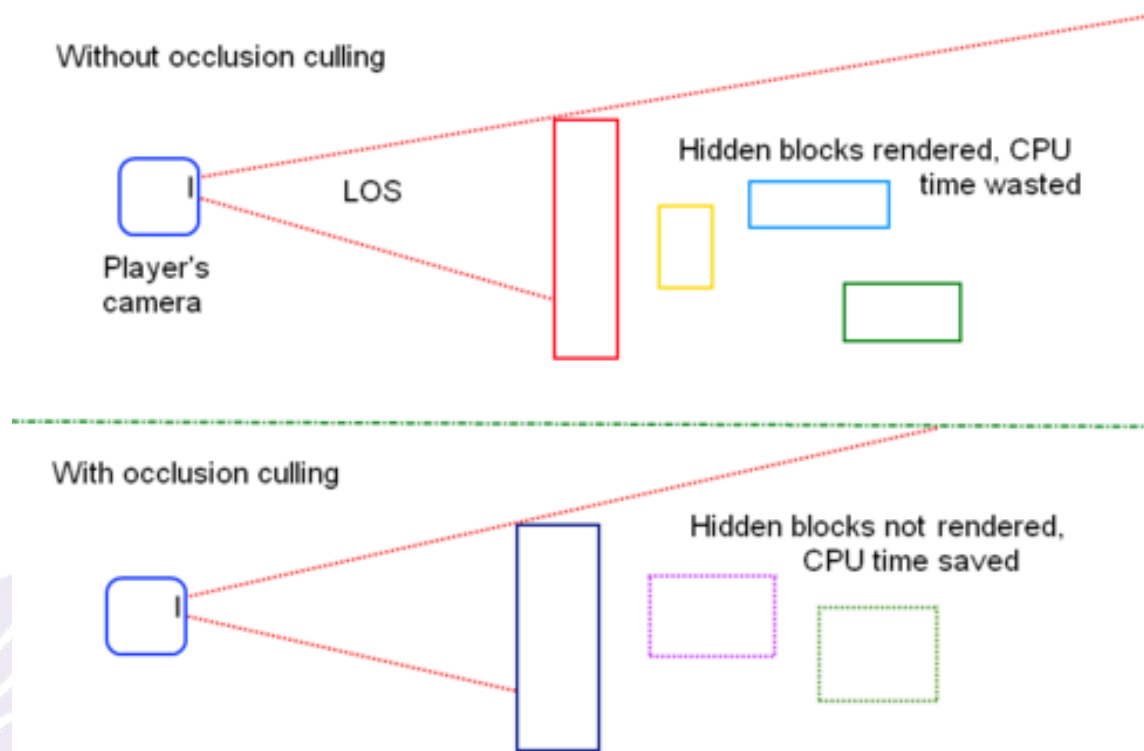 Without occlusion culling
Hidden blocks rendered, CPU
time wasted
LOS
Player's
camera
With occlusion culling
Hidden blocks not rendered,
CPU time saved